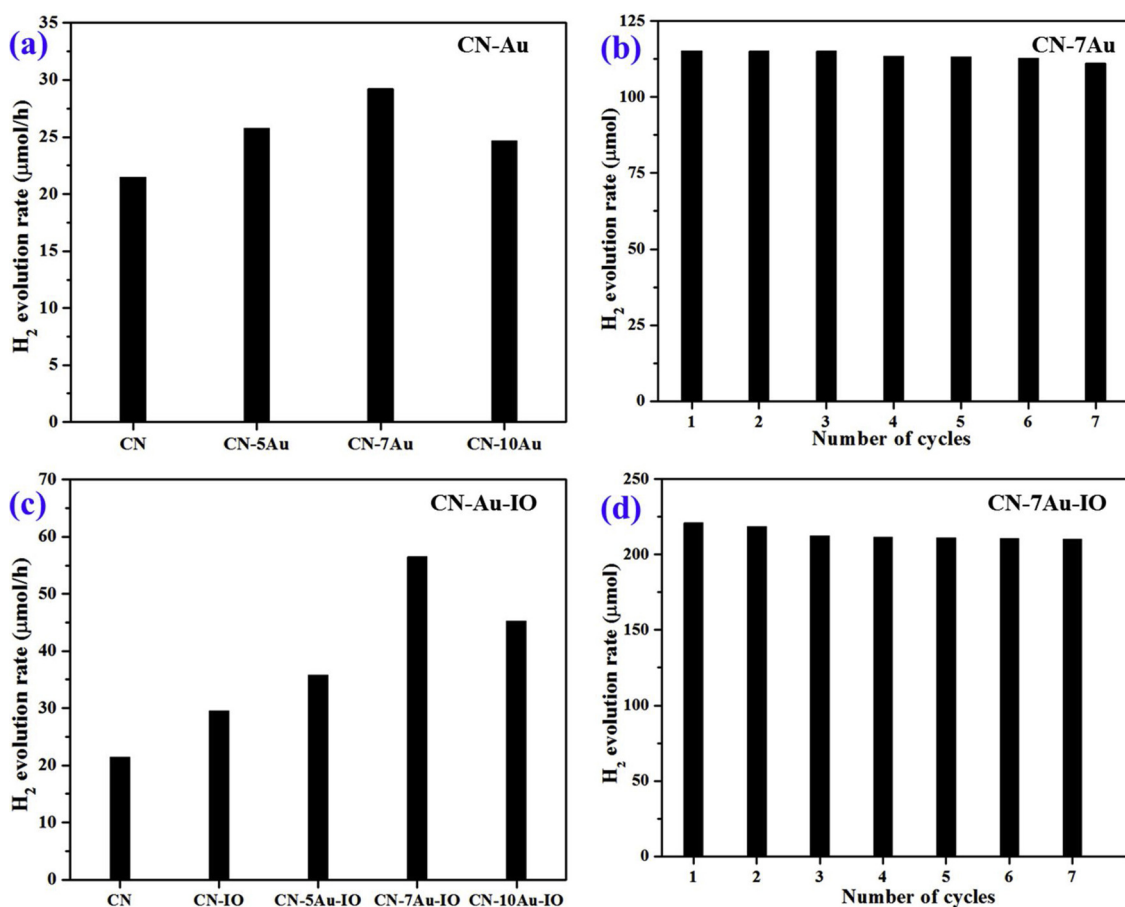 (a)
CN-Au
H₂ evolution rate (μmol/h)
35
30
25
20
15
10
5
0
CN CN-5Au CN-7Au CN-10Au
(b)
CN-7Au
H₂ evolution rate (μmol)
125
100
75
50
25
0
1 2 3 4 5 6 7
Number of cycles
(c)
CN-Au-IO
H₂ evolution rate (μmol/h)
70
60
50
40
30
20
10
0
CN CN-IO CN-5Au-IO CN-7Au-IO CN-10Au-IO
(d)
CN-7Au-IO
H₂ evolution rate (μmol)
250
200
150
100
50
0
1 2 3 4 5 6 7
Number of cycles